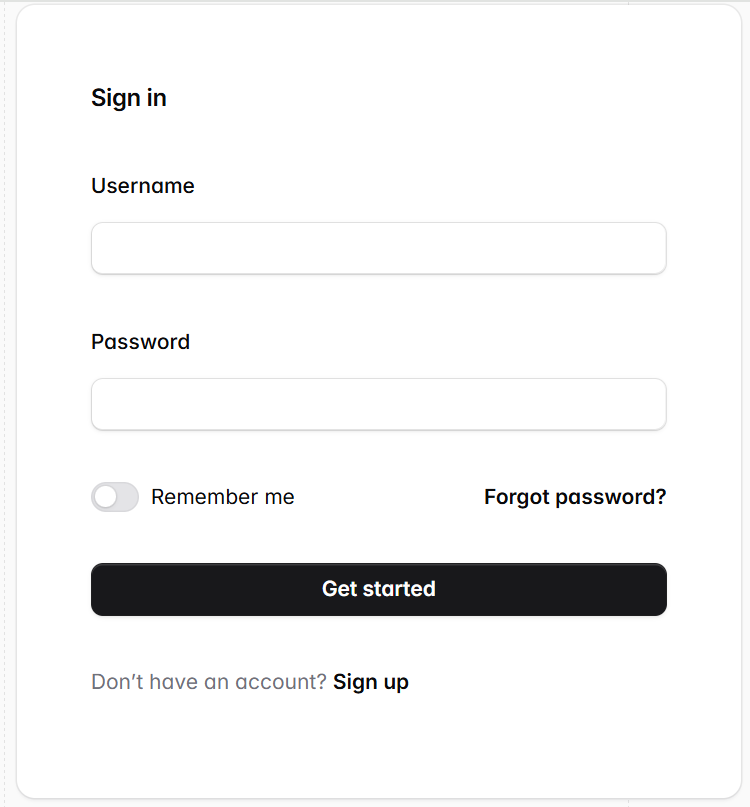 Sign in
Username
Password
Remember me
Forgot password?
Get started
Don’t have an account? Sign up